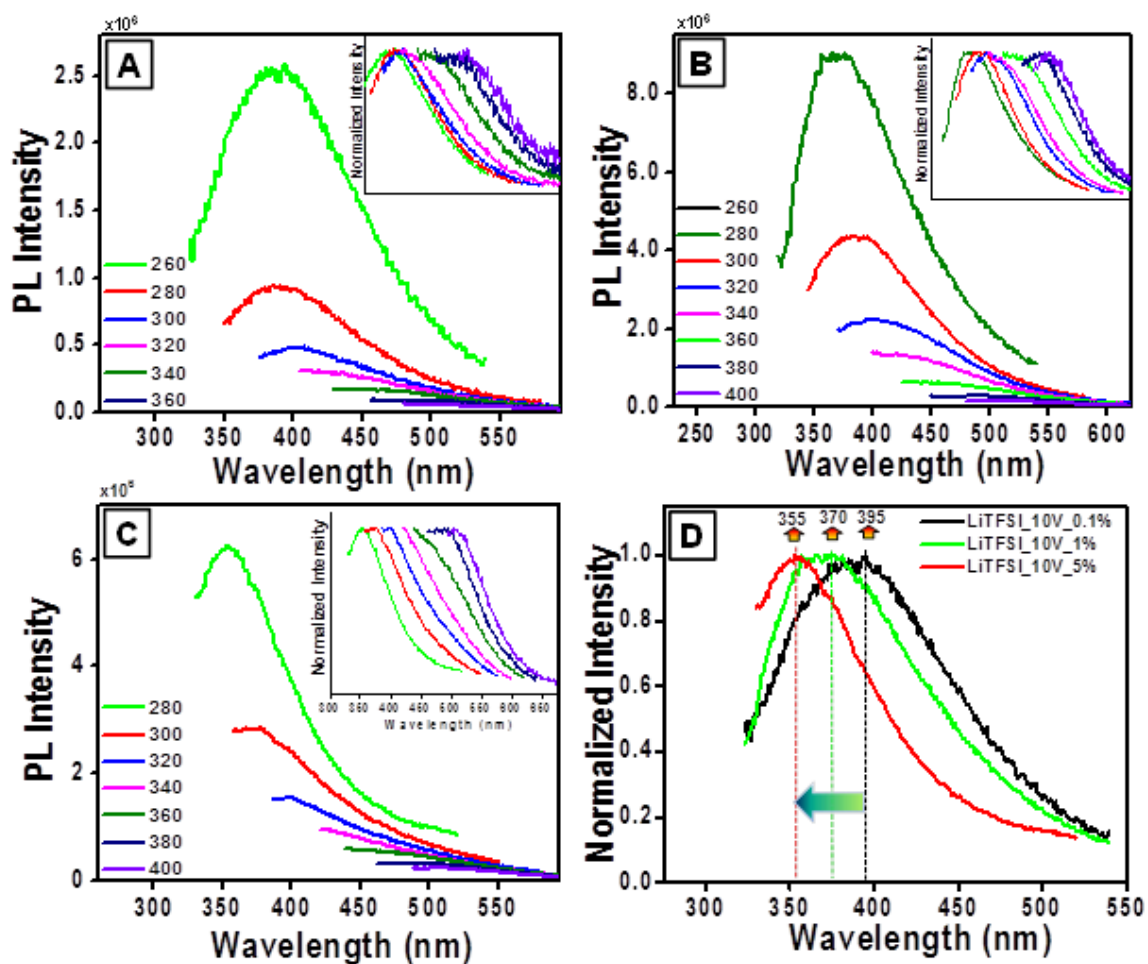 x10⁶
A
PL Intensity
2.5
2.0
1.5
1.0
0.5
0.0
260
280
300
320
340
360
Normalized Intensity
300 350 400 450 500 550
Wavelength (nm)
x10⁶
B
PL Intensity
8.0
6.0
4.0
2.0
0.0
260
280
300
320
340
360
380
400
Normalized Intensity
250 300 350 400 450 500 550 600
Wavelength (nm)
C
PL Intensity
6
4
2
0
280
300
320
340
360
380
400
Normalized Intensity
300 350 400 450 500 550 600 650
Wavelength (nm)
300 350 400 450 500 550
Wavelength (nm)
D
355 370 395
LiTFSI_10V_0.1%
LiTFSI_10V_1%
LiTFSI_10V_5%
Normalized Intensity
1.0
0.8
0.6
0.4
0.2
0.0
300 350 400 450 500
Wavelength (nm)